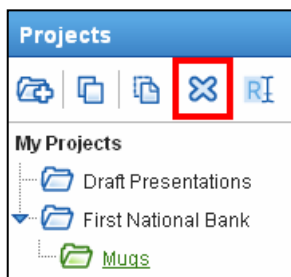 Projects
R
My Projects
Draft Presentations
First National Bank
Mugs